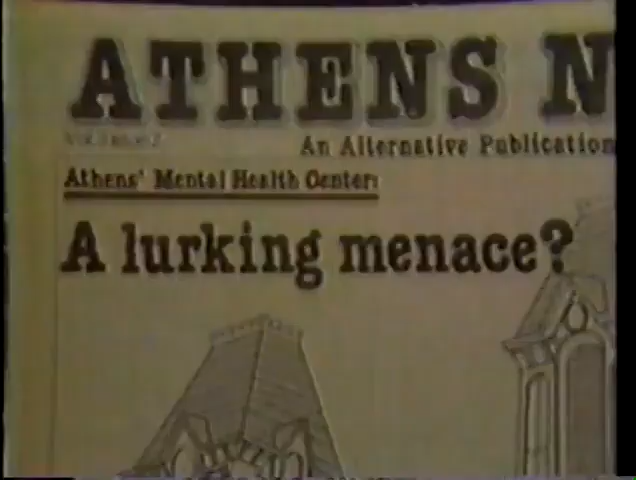 ATHENS N
An Alternative Publication
Athens' Mental Health Center:
A lurking menace?